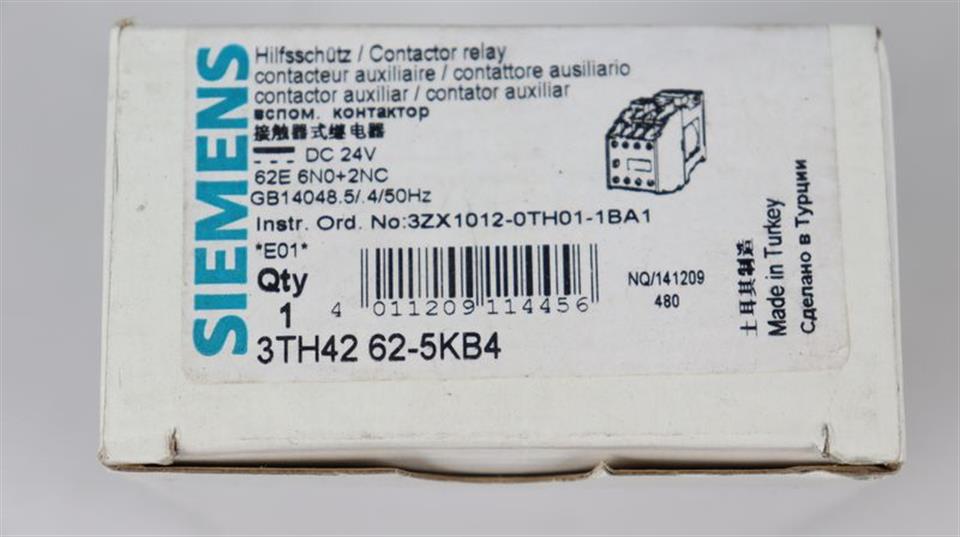 SIEMENS
Hilfsschütz / Contactor relay
contacteur auxiliaire / contattore ausiliario
contactor auxiliar / contator auxiliar
вспом. контактор
接触器式继电器
DC 24V
62E 6N0+2NC
GB14048.5/.4/50Hz
Instr. Ord. No:3ZX1012-0TH01-1BA1
*E01*
Qty
1
4 011209 114456
NQ/141209
480
3TH42 62-5KB4
土耳其制造
Made in Turkey
Сделано в Турции